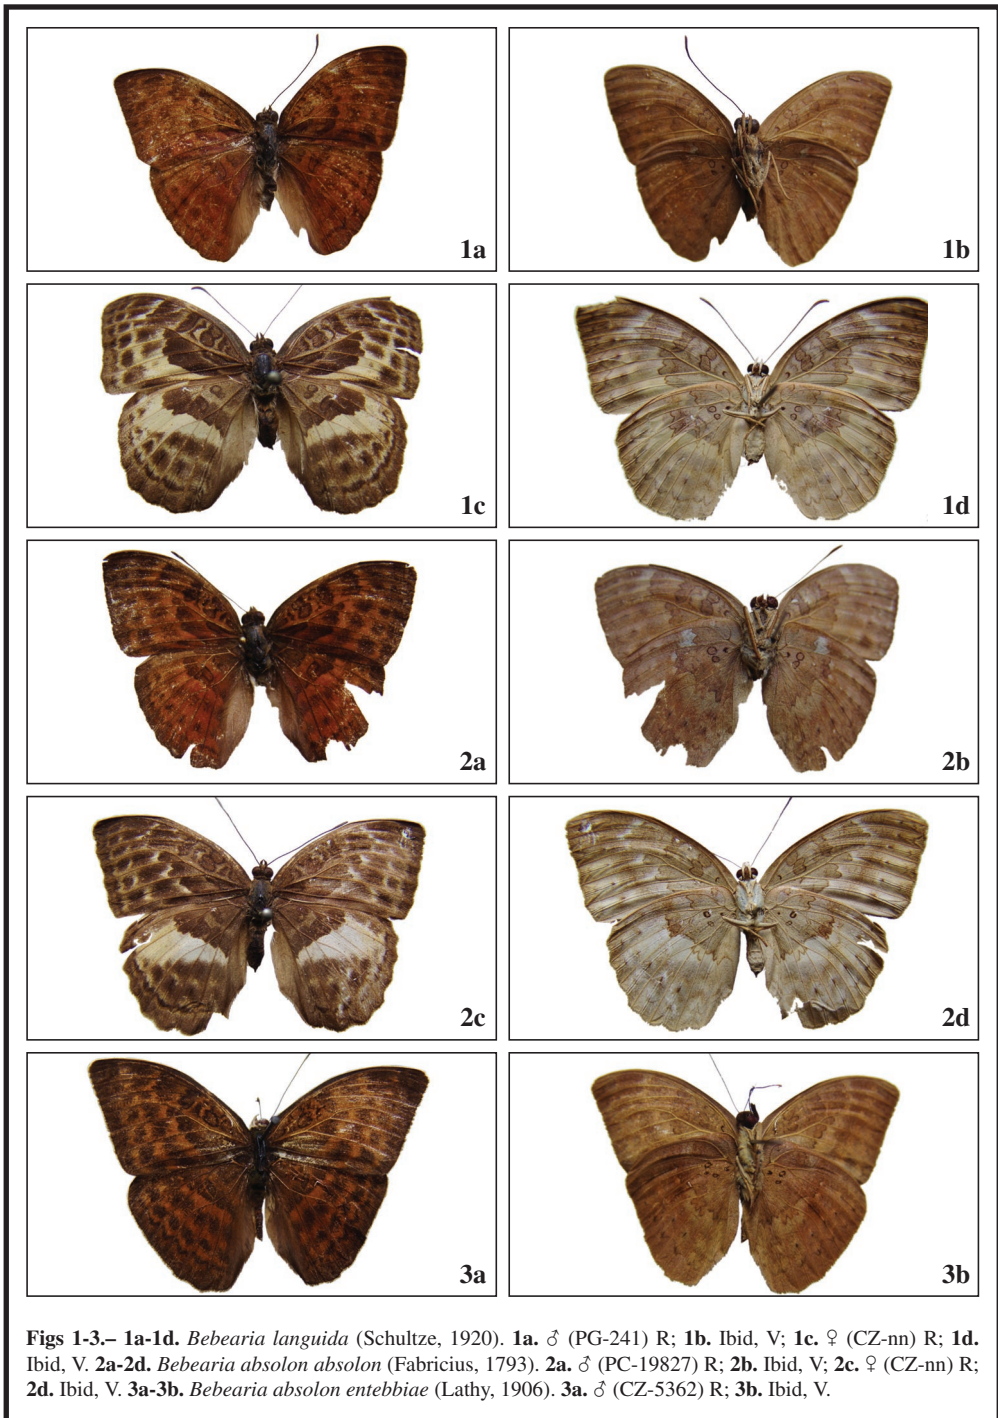 1a
1b
1c
1d
2a
2b
2c
2d
3a
3b
Figs 1-3.– 1a-1d. Bebearia languida (Schultze, 1920). 1a. ♂ (PG-241) R; 1b. Ibid, V; 1c. ♀ (CZ-nn) R; 1d.
Ibid, V. 2a-2d. Bebearia absolon absolon (Fabricius, 1793). 2a. ♂ (PC-19827) R; 2b. Ibid, V; 2c. ♀ (CZ-nn) R;
2d. Ibid, V. 3a-3b. Bebearia absolon entebbiae (Lathy, 1906). 3a. ♂ (CZ-5362) R; 3b. Ibid, V.